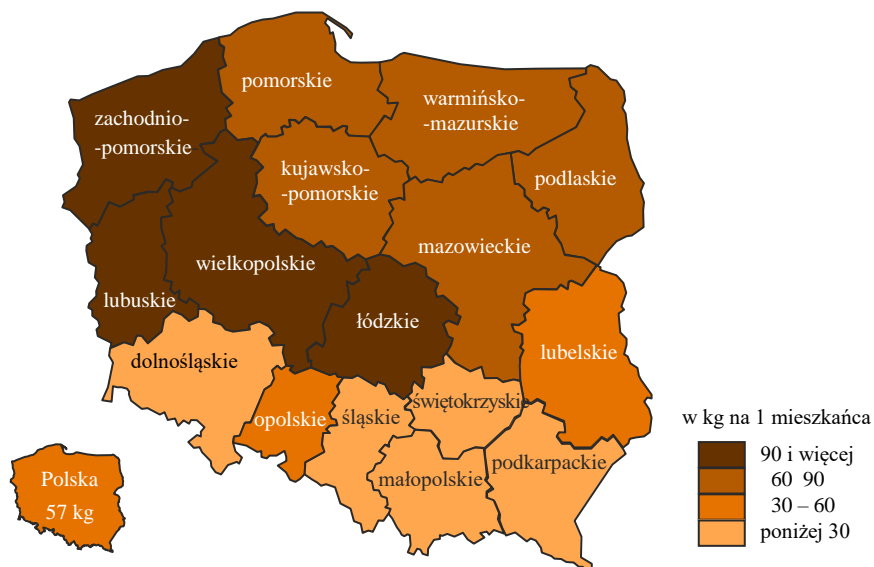 pomorskie
warmińsko-
-mazurskie
zachodnio-
-pomorskie
kujawsko-
-pomorskie
podlaskie
mazowieckie
wielkopolskie
lubuskie
łódzkie
lubelskie
dolnośląskie
opolskie
śląskie
świętokrzyskie
małopolskie
podkarpackie
Polska
57 kg
w kg na 1 mieszkańca
90 i więcej
60 90
30 – 60
poniżej 30